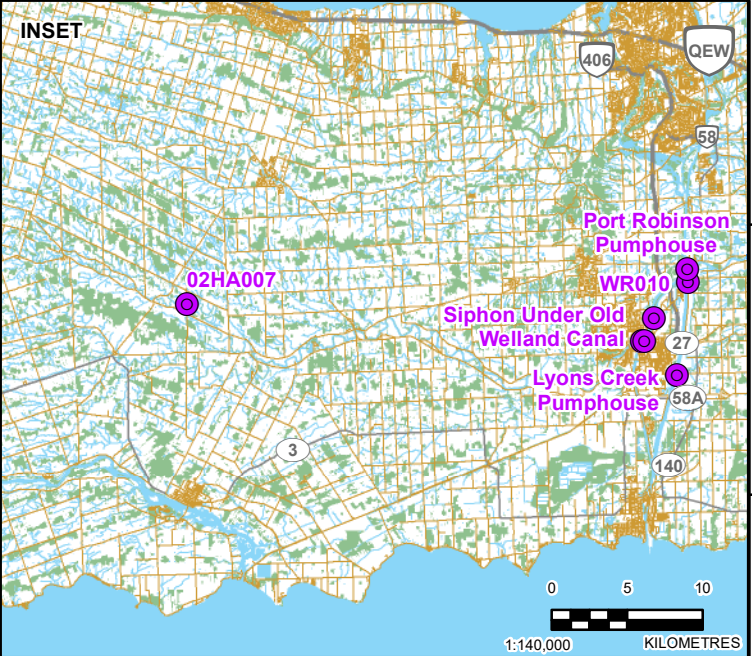 INSET
406
QEW
58
Port Robinson
Pumphouse
02HA007
WR010
Siphon Under Old
Welland Canal
27
Lyons Creek
Pumphouse
58A
3
140
0 5 10
1:140,000 KILOMETRES